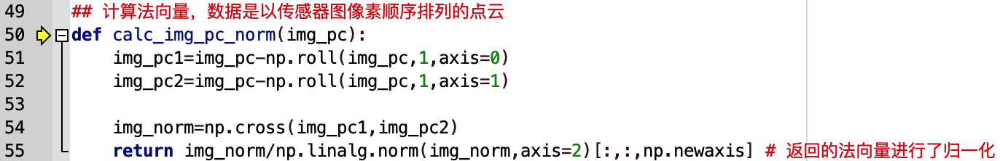 49 ## 计算法向量，数据是以传感器图像素顺序排列的点云
50 def calc_img_pc_norm(img_pc):
51     img_pc1=img_pc-np.roll(img_pc,1,axis=0)
52     img_pc2=img_pc-np.roll(img_pc,1,axis=1)
53
54     img_norm=np.cross(img_pc1,img_pc2)
55     return img_norm/np.linalg.norm(img_norm,axis=2)[:,:,np.newaxis] # 返回的法向量进行了归一化